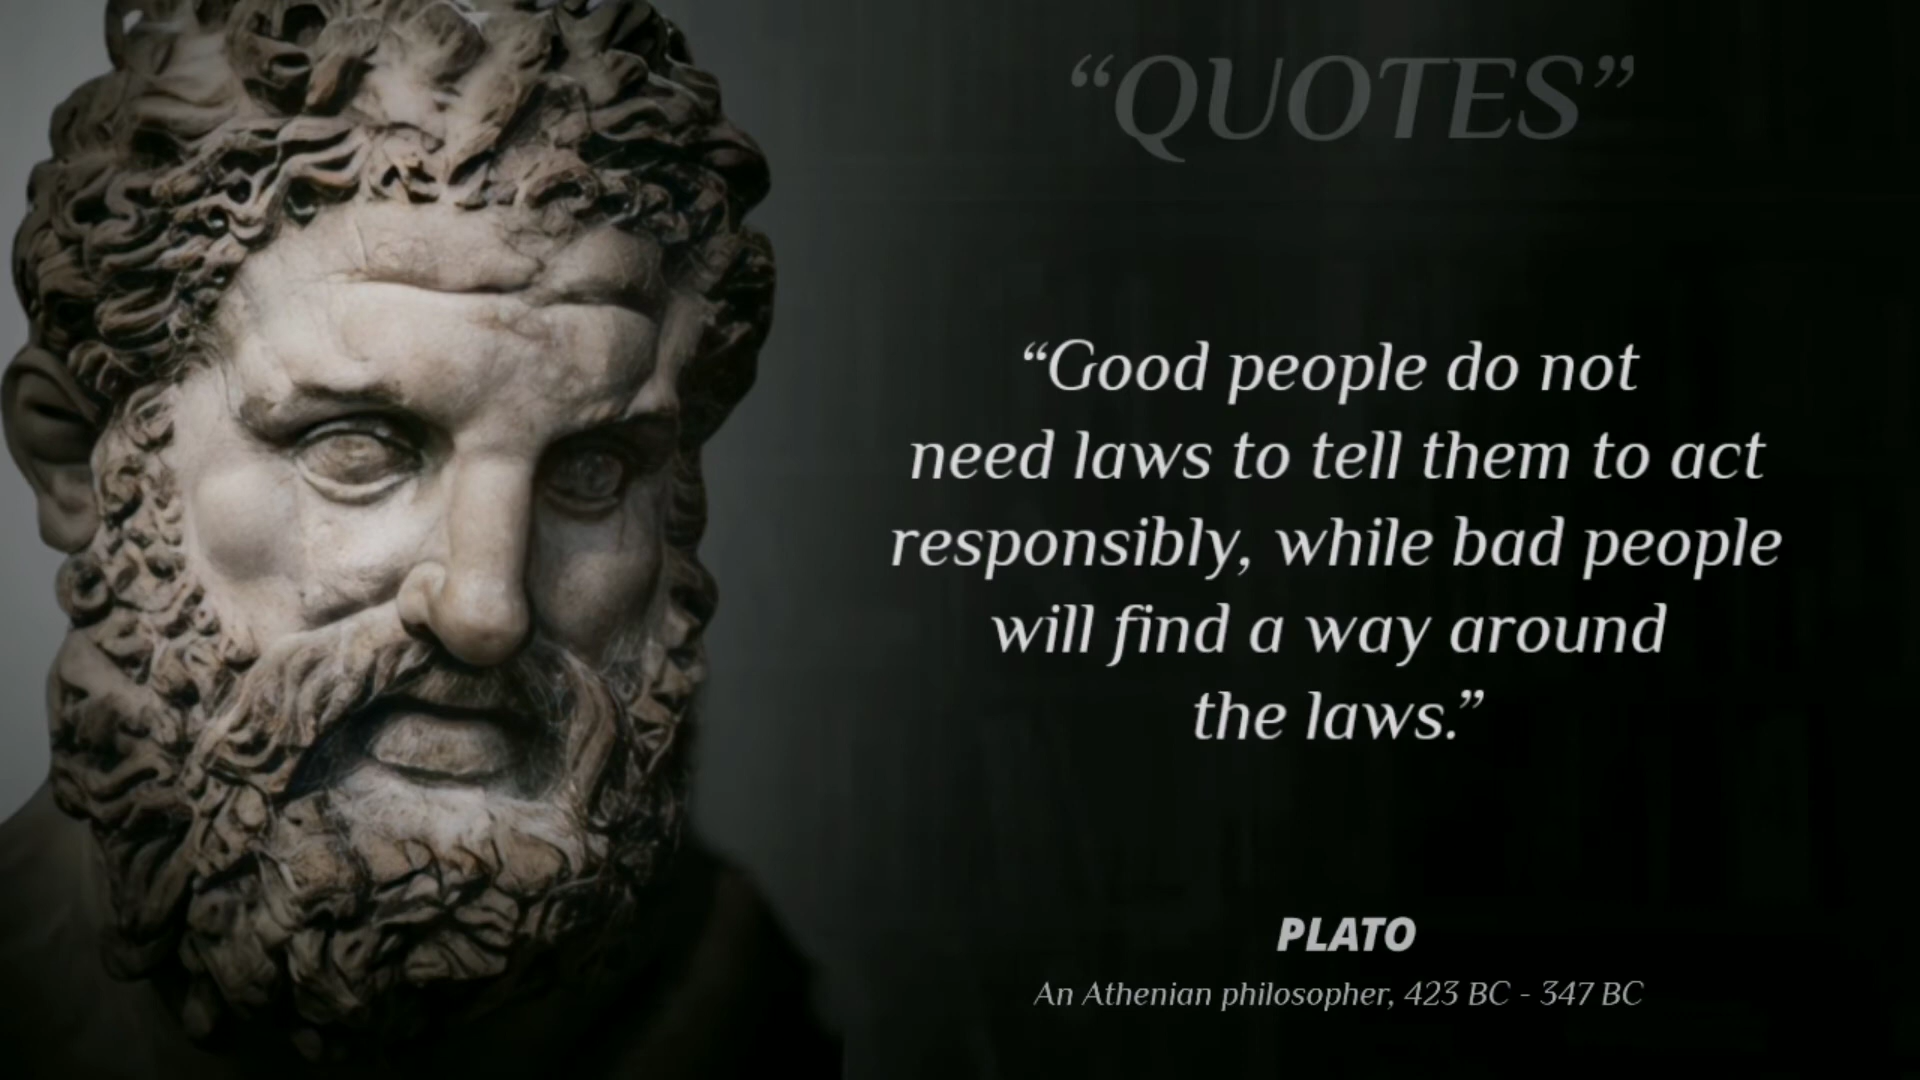 “QUOTES”
“Good people do not
need laws to tell them to act
responsibly, while bad people
will find a way around
the laws.”
PLATO
An Athenian philosopher, 423 BC - 347 BC